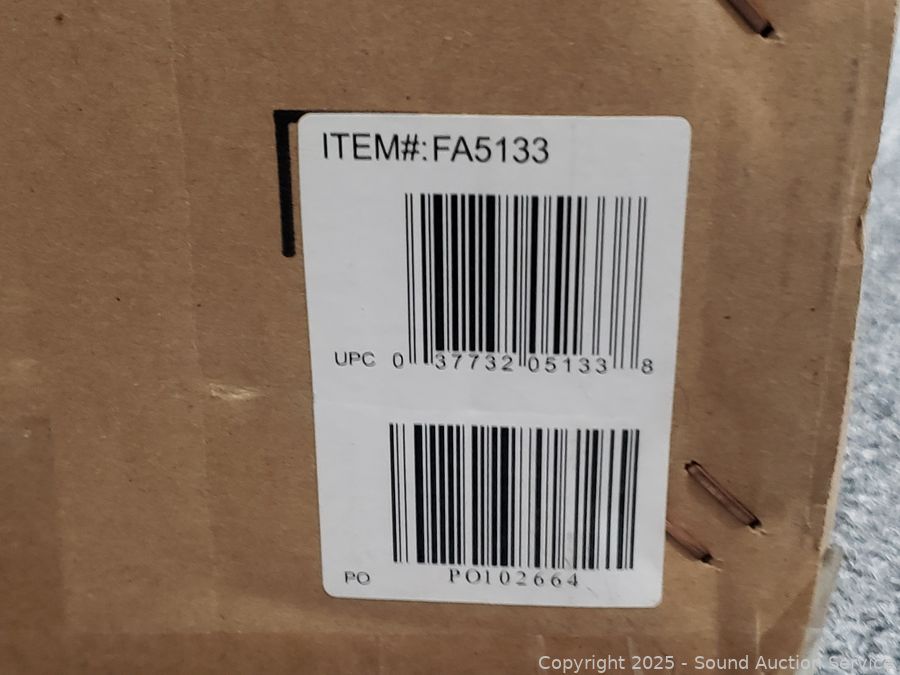 ITEM#:FA5133
UPC 0 37732 05133 8
PO PO102664
Copyright 2025 - Sound Auction Service